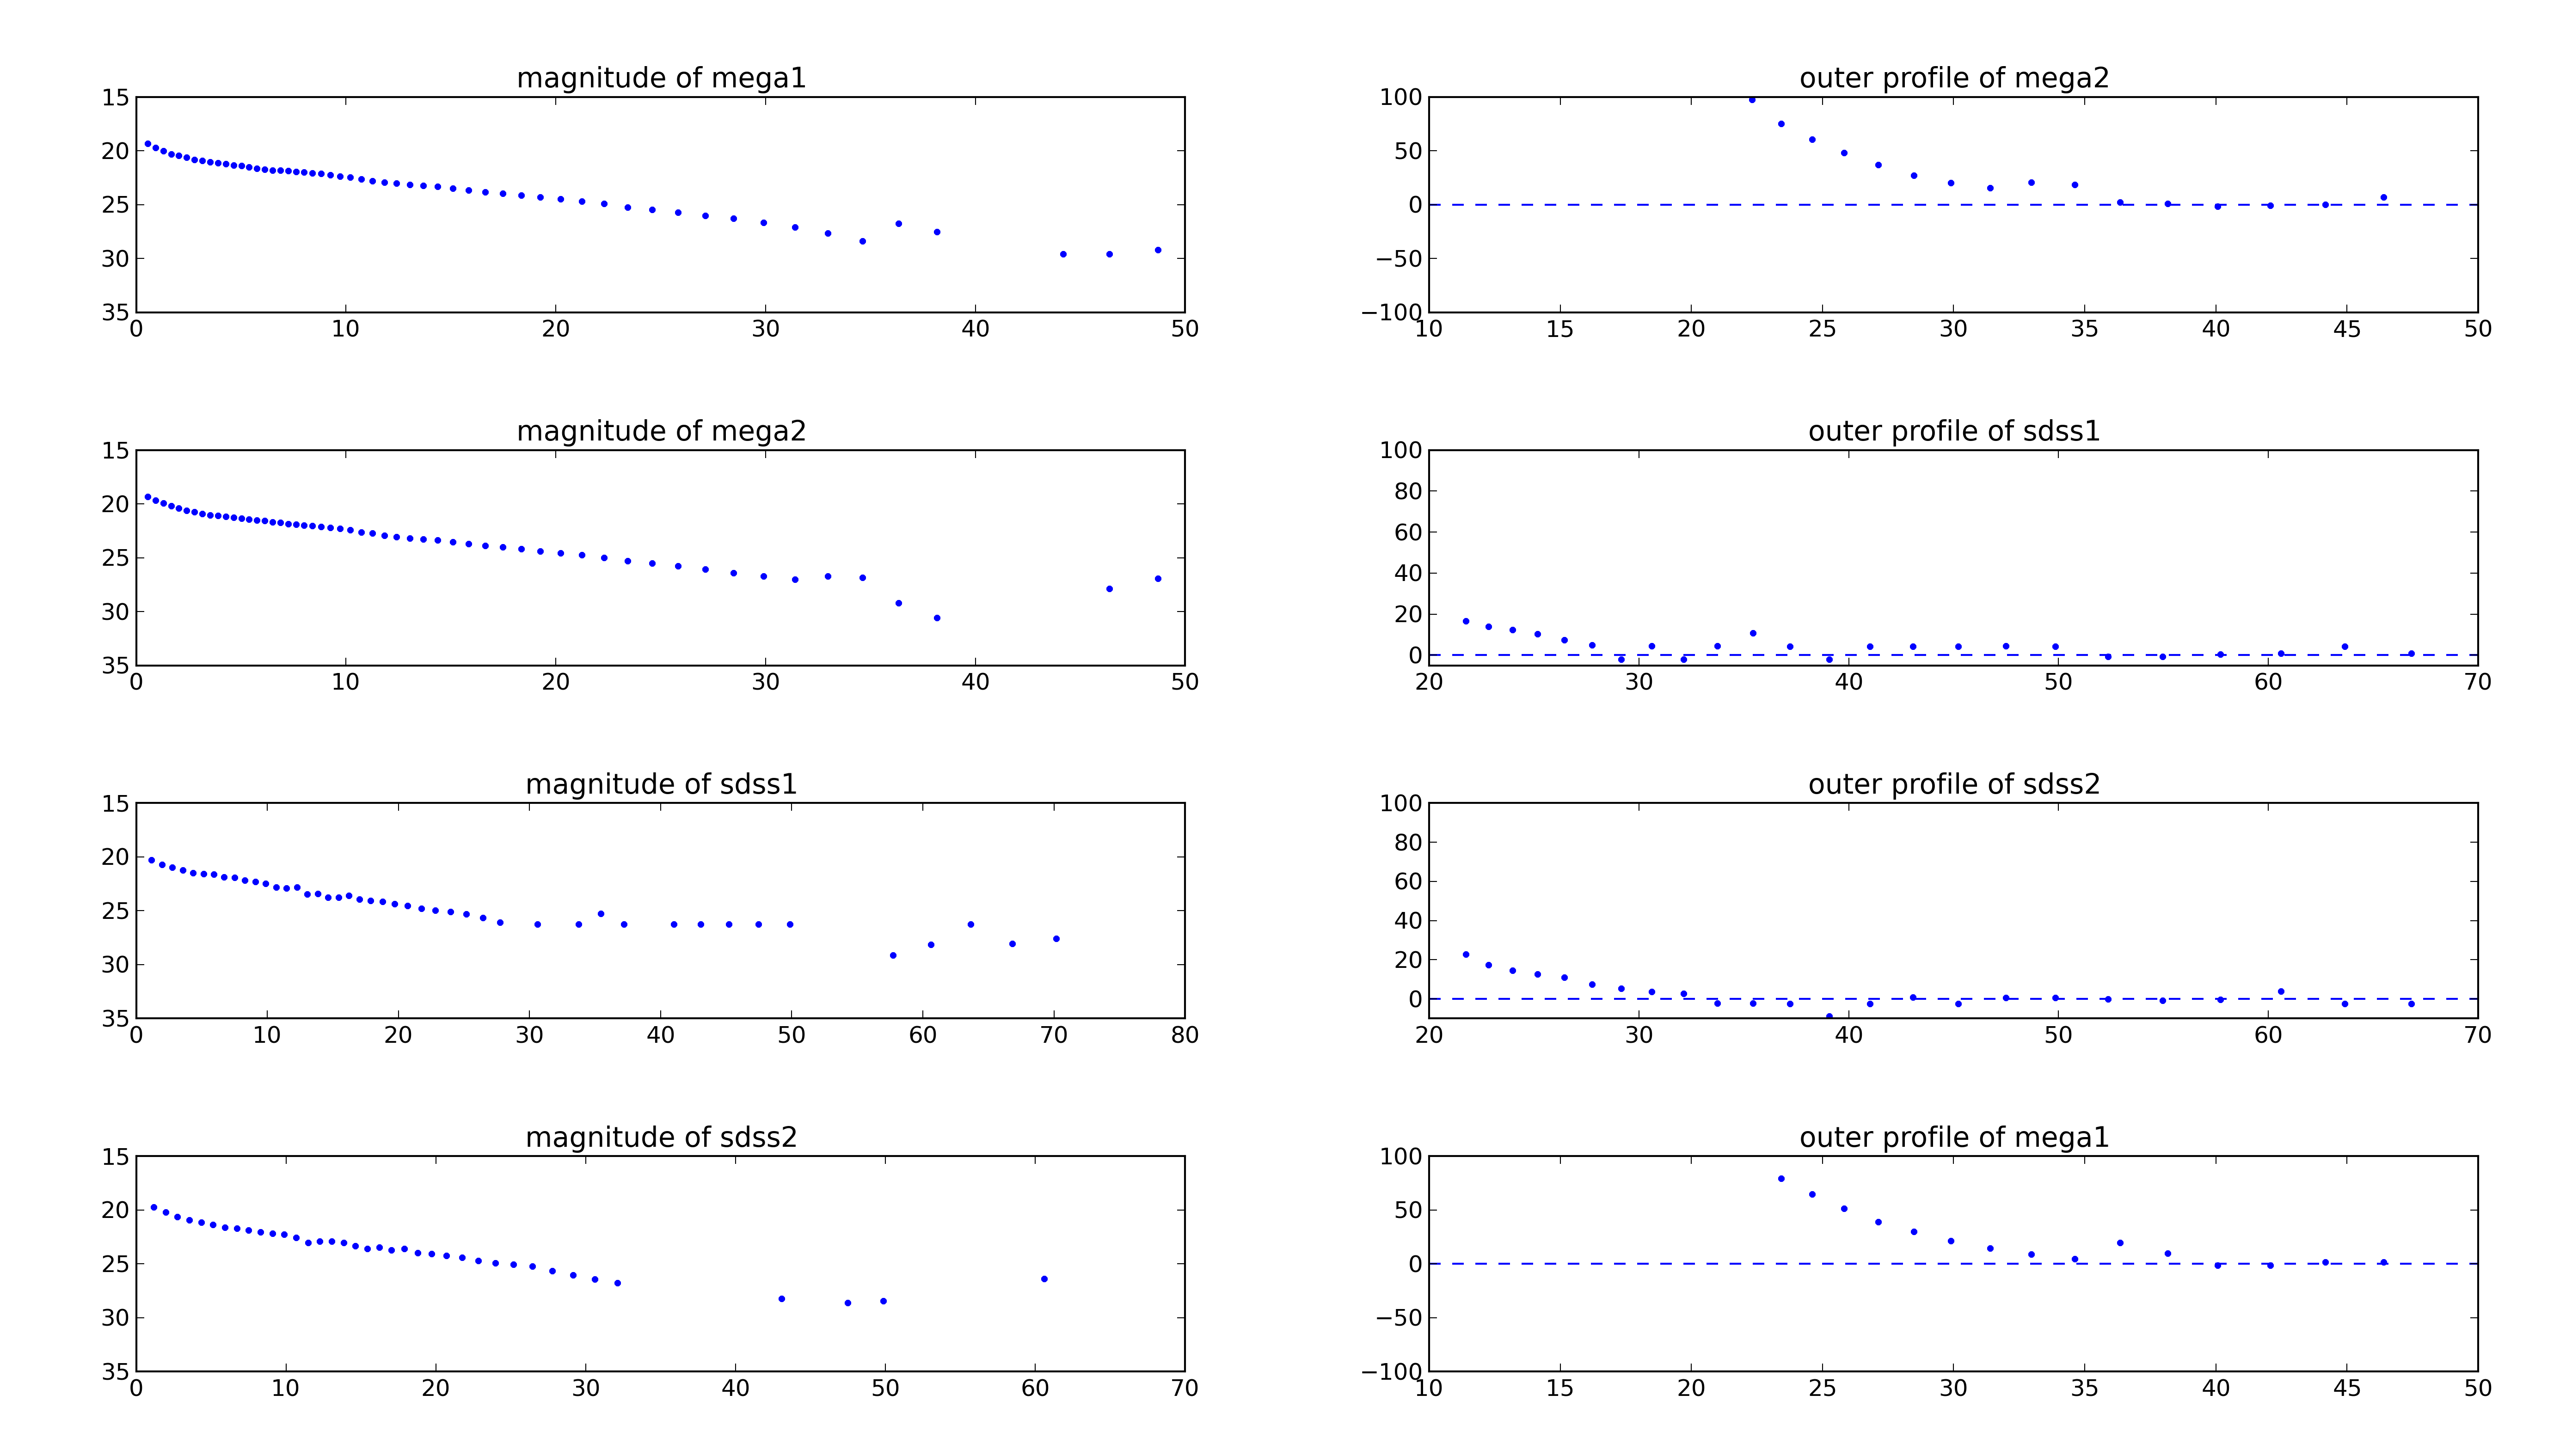 magnitude of mega1
15
20
25
30
35
0 10 20 30 40 50
outer profile of mega2
100
50
0
−50
−100
10 15 20 25 30 35 40 45 50
magnitude of mega2
15
20
25
30
35
0 10 20 30 40 50
outer profile of sdss1
100
80
60
40
20
0
20 30 40 50 60 70
magnitude of sdss1
15
20
25
30
35
0 10 20 30 40 50 60 70 80
outer profile of sdss2
100
80
60
40
20
0
20 30 40 50 60 70
magnitude of sdss2
15
20
25
30
35
0 10 20 30 40 50 60 70
outer profile of mega1
100
50
0
−50
−100
10 15 20 25 30 35 40 45 50